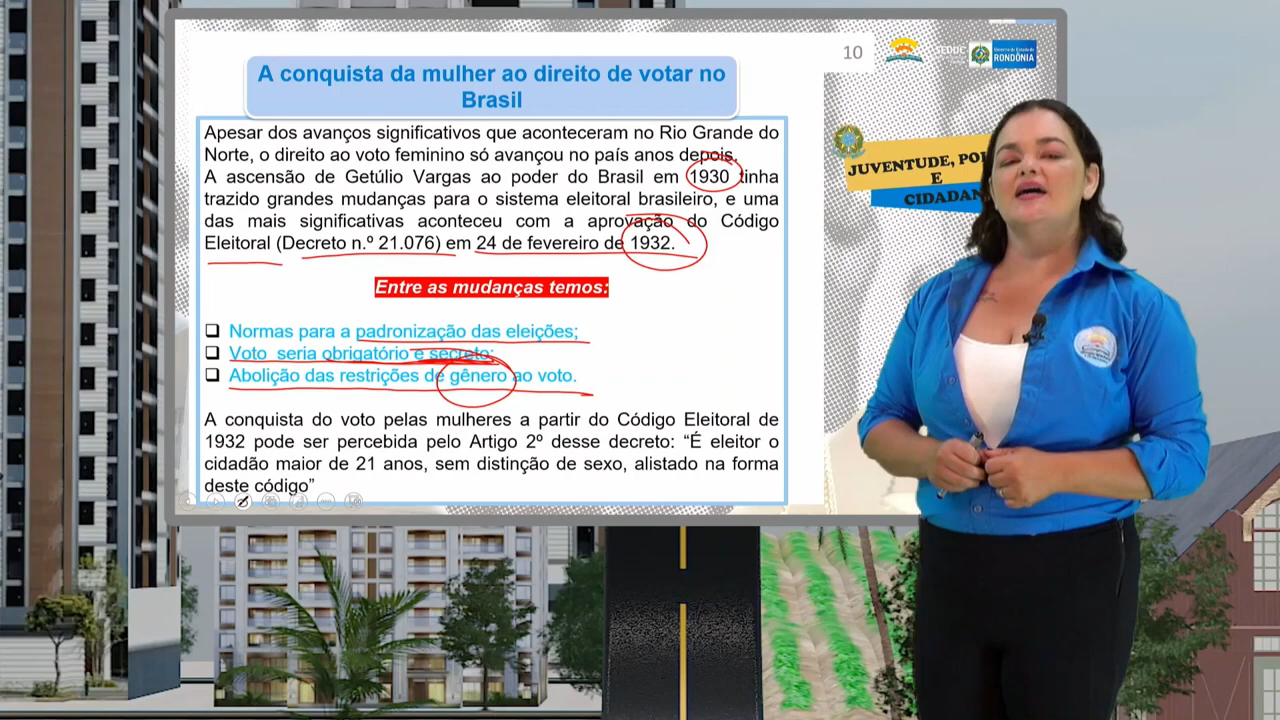 10
SEDUC
Governo do Estado de
RONDÔNIA
A conquista da mulher ao direito de votar no
Brasil
Apesar dos avanços significativos que aconteceram no Rio Grande do
Norte, o direito ao voto feminino só avançou no país anos depois.
A ascensão de Getúlio Vargas ao poder do Brasil em 1930 tinha
trazido grandes mudanças para o sistema eleitoral brasileiro, e uma
das mais significativas aconteceu com a aprovação do Código
Eleitoral (Decreto n.º 21.076) em 24 de fevereiro de 1932.
Entre as mudanças temos:
Normas para a padronização das eleições;
Voto seria obrigatório e secreto;
Abolição das restrições de gênero ao voto.
A conquista do voto pelas mulheres a partir do Código Eleitoral de
1932 pode ser percebida pelo Artigo 2º desse decreto: “É eleitor o
cidadão maior de 21 anos, sem distinção de sexo, alistado na forma
deste código”
JUVENTUDE, POL
E
CIDADAN